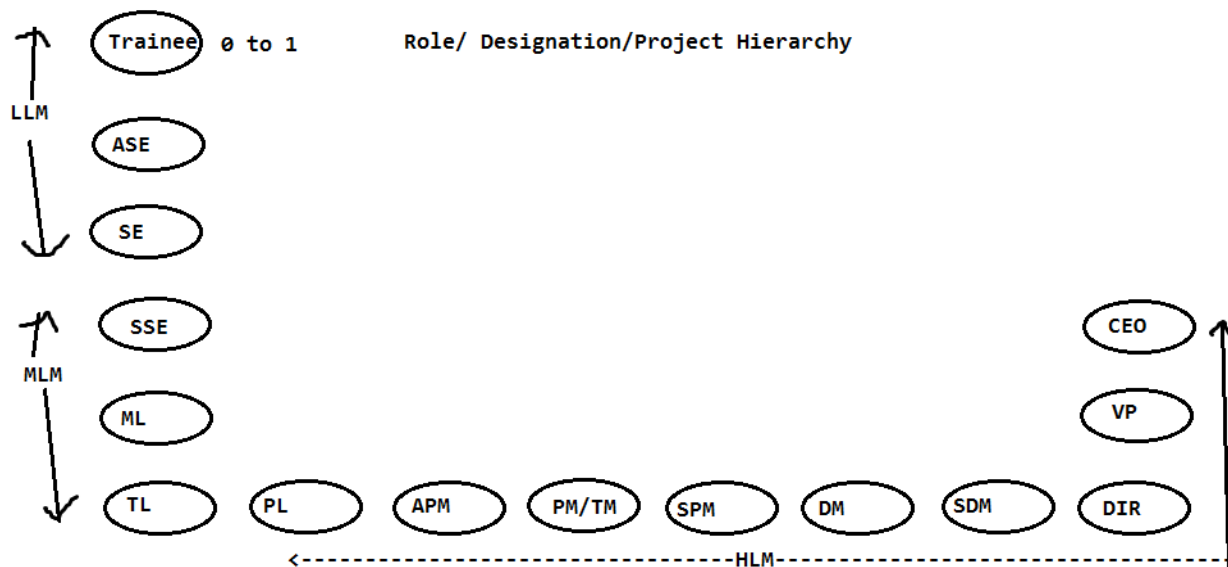 Trainee 0 to 1 Role/ Designation/Project Hierarchy
LLM
ASE
SE
SSE CEO
MLM
ML VP
TL PL APM PM/TM SPM DM SDM DIR
<-----------------------------------HLM------------------------------------